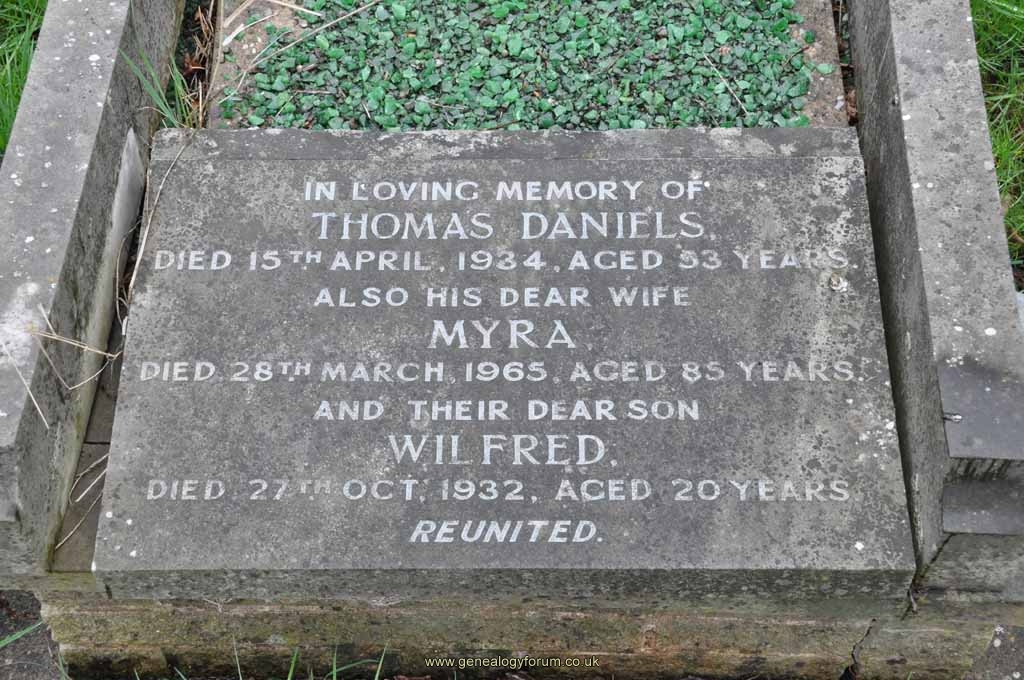 IN LOVING MEMORY OF
THOMAS DANIELS.
DIED 15TH APRIL, 1934, AGED 53 YEARS.
ALSO HIS DEAR WIFE
MYRA,
DIED 28TH MARCH, 1965, AGED 85 YEARS.
AND THEIR DEAR SON
WILFRED,
DIED 27TH OCT, 1932, AGED 20 YEARS
REUNITED.
www.genealogyforum.co.uk